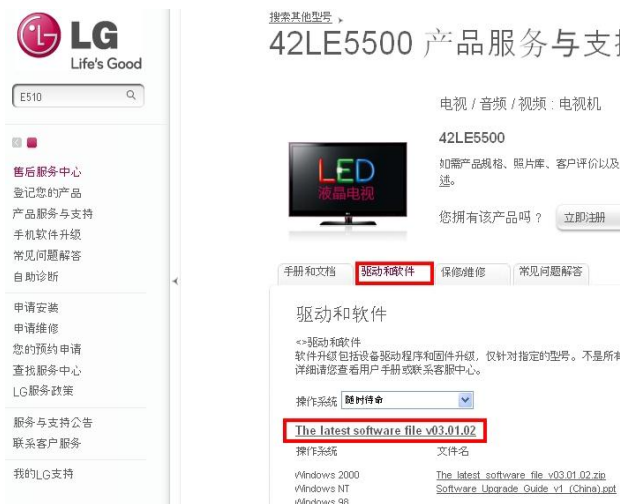 LG
Life's Good
E510
售后服务中心
登记您的产品
产品服务与支持
手机软件升级
常见问题解答
自助诊断
申请安装
申请维修
您的预约申请
查找服务中心
LG服务政策
服务与支持公告
联系客户服务
我的LG支持
搜索其他型号
42LE5500 产品服务与支
电视 / 音频 / 视频 : 电视机
42LE5500
如需产品规格、照片库、客户评价以及
述。
LED
液晶电视
您拥有该产品吗？ 立即注册
手册和文档 驱动和软件 保修/维修 常见问题解答
驱动和软件
<>驱动和软件
软件升级包括设备驱动程序和固件升级，仅针对指定的型号。不是所有
详细请您查看用户手册或联系客服中心。
操作系统 随时待命
The latest software file v03.01.02
操作系统 文件名
Windows 2000 The latest software file v03.01.02.zip
Windows NT Software Upgrade Guide v1 (China).ppt
Windows 98